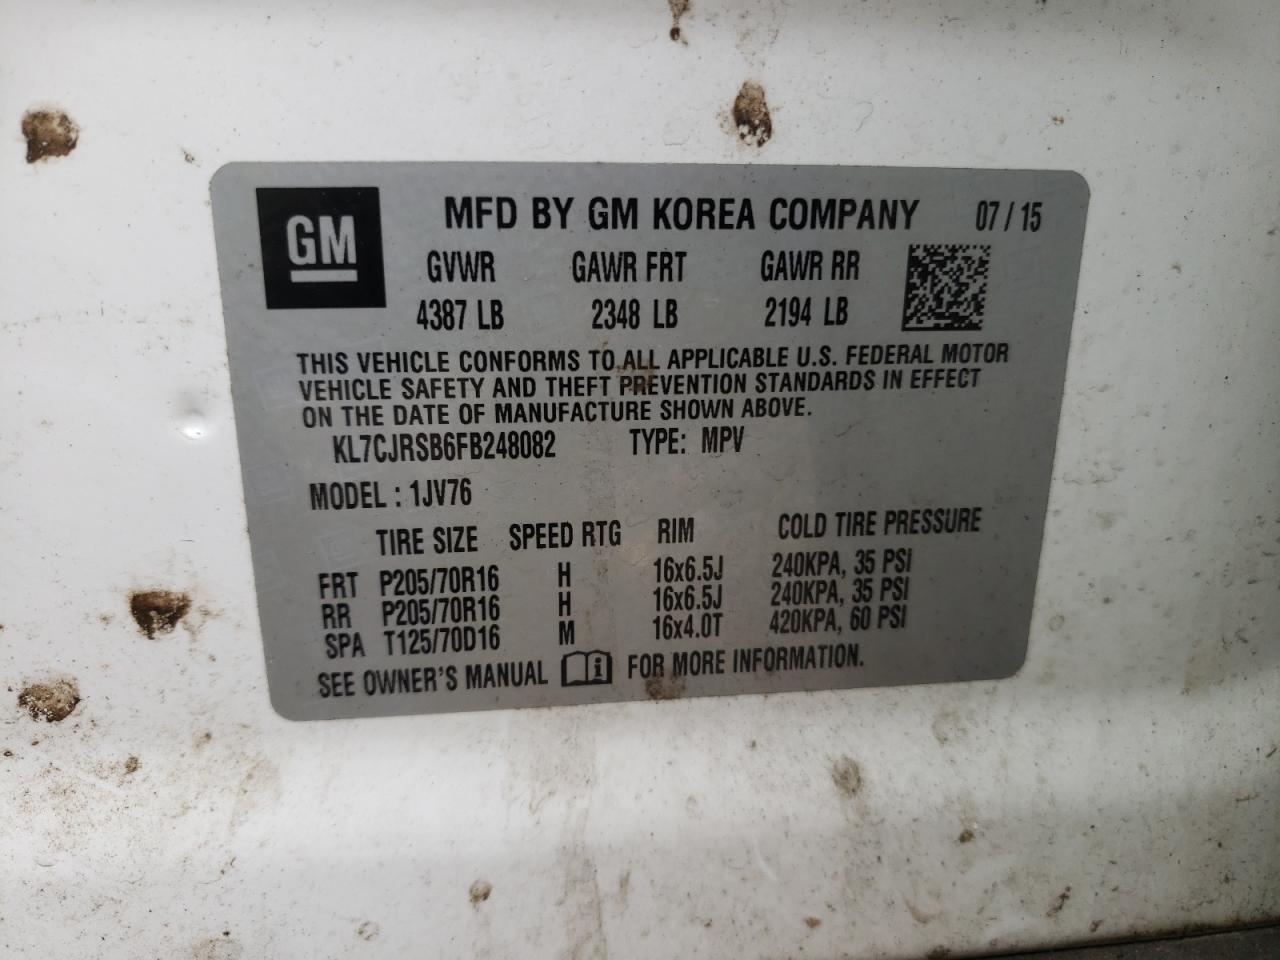 GM
MFD BY GM KOREA COMPANY 07 / 15
GVWR GAWR FRT GAWR RR
4387 LB 2348 LB 2194 LB
THIS VEHICLE CONFORMS TO ALL APPLICABLE U.S. FEDERAL MOTOR
VEHICLE SAFETY AND THEFT PREVENTION STANDARDS IN EFFECT
ON THE DATE OF MANUFACTURE SHOWN ABOVE.
KL7CJRSB6FB248082 TYPE: MPV
MODEL : 1JV76
TIRE SIZE SPEED RTG RIM COLD TIRE PRESSURE
FRT P205/70R16 H 16x6.5J 240KPA, 35 PSI
RR P205/70R16 H 16x6.5J 240KPA, 35 PSI
SPA T125/70D16 M 16x4.0T 420KPA, 60 PSI
SEE OWNER'S MANUAL i FOR MORE INFORMATION.